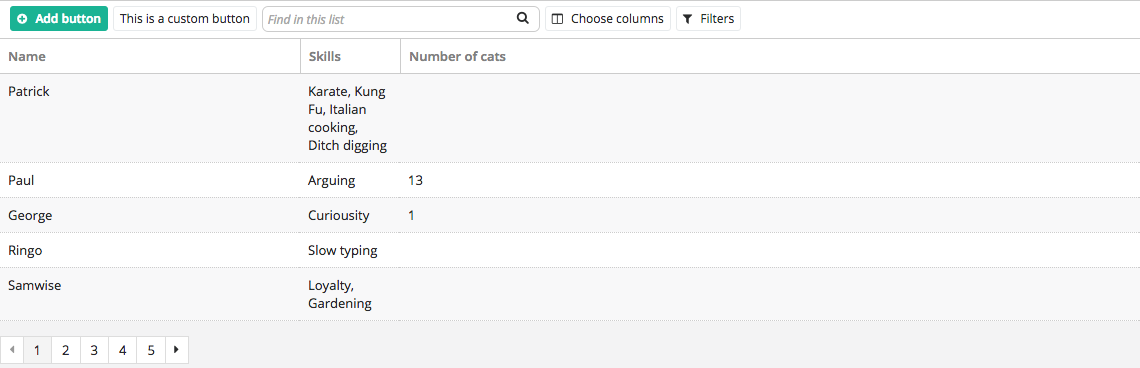 Add button This is a custom button Find in this list Choose columns Filters
Name Skills Number of cats
Patrick Karate, Kung
Fu, Italian
cooking,
Ditch digging
Paul Arguing 13
George Curiousity 1
Ringo Slow typing
Samwise Loyalty,
Gardening
1 2 3 4 5